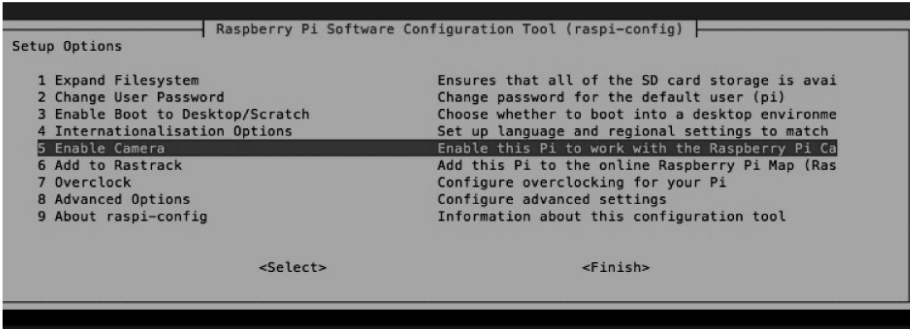 Raspberry Pi Software Configuration Tool (raspi-config)
Setup Options
1 Expand Filesystem Ensures that all of the SD card storage is avai
2 Change User Password Change password for the default user (pi)
3 Enable Boot to Desktop/Scratch Choose whether to boot into a desktop environme
4 Internationalisation Options Set up language and regional settings to match
5 Enable Camera Enable this Pi to work with the Raspberry Pi Ca
6 Add to Rastrack Add this Pi to the online Raspberry Pi Map (Ras
7 Overclock Configure overclocking for your Pi
8 Advanced Options Configure advanced settings
9 About raspi-config Information about this configuration tool
<Select> <Finish>